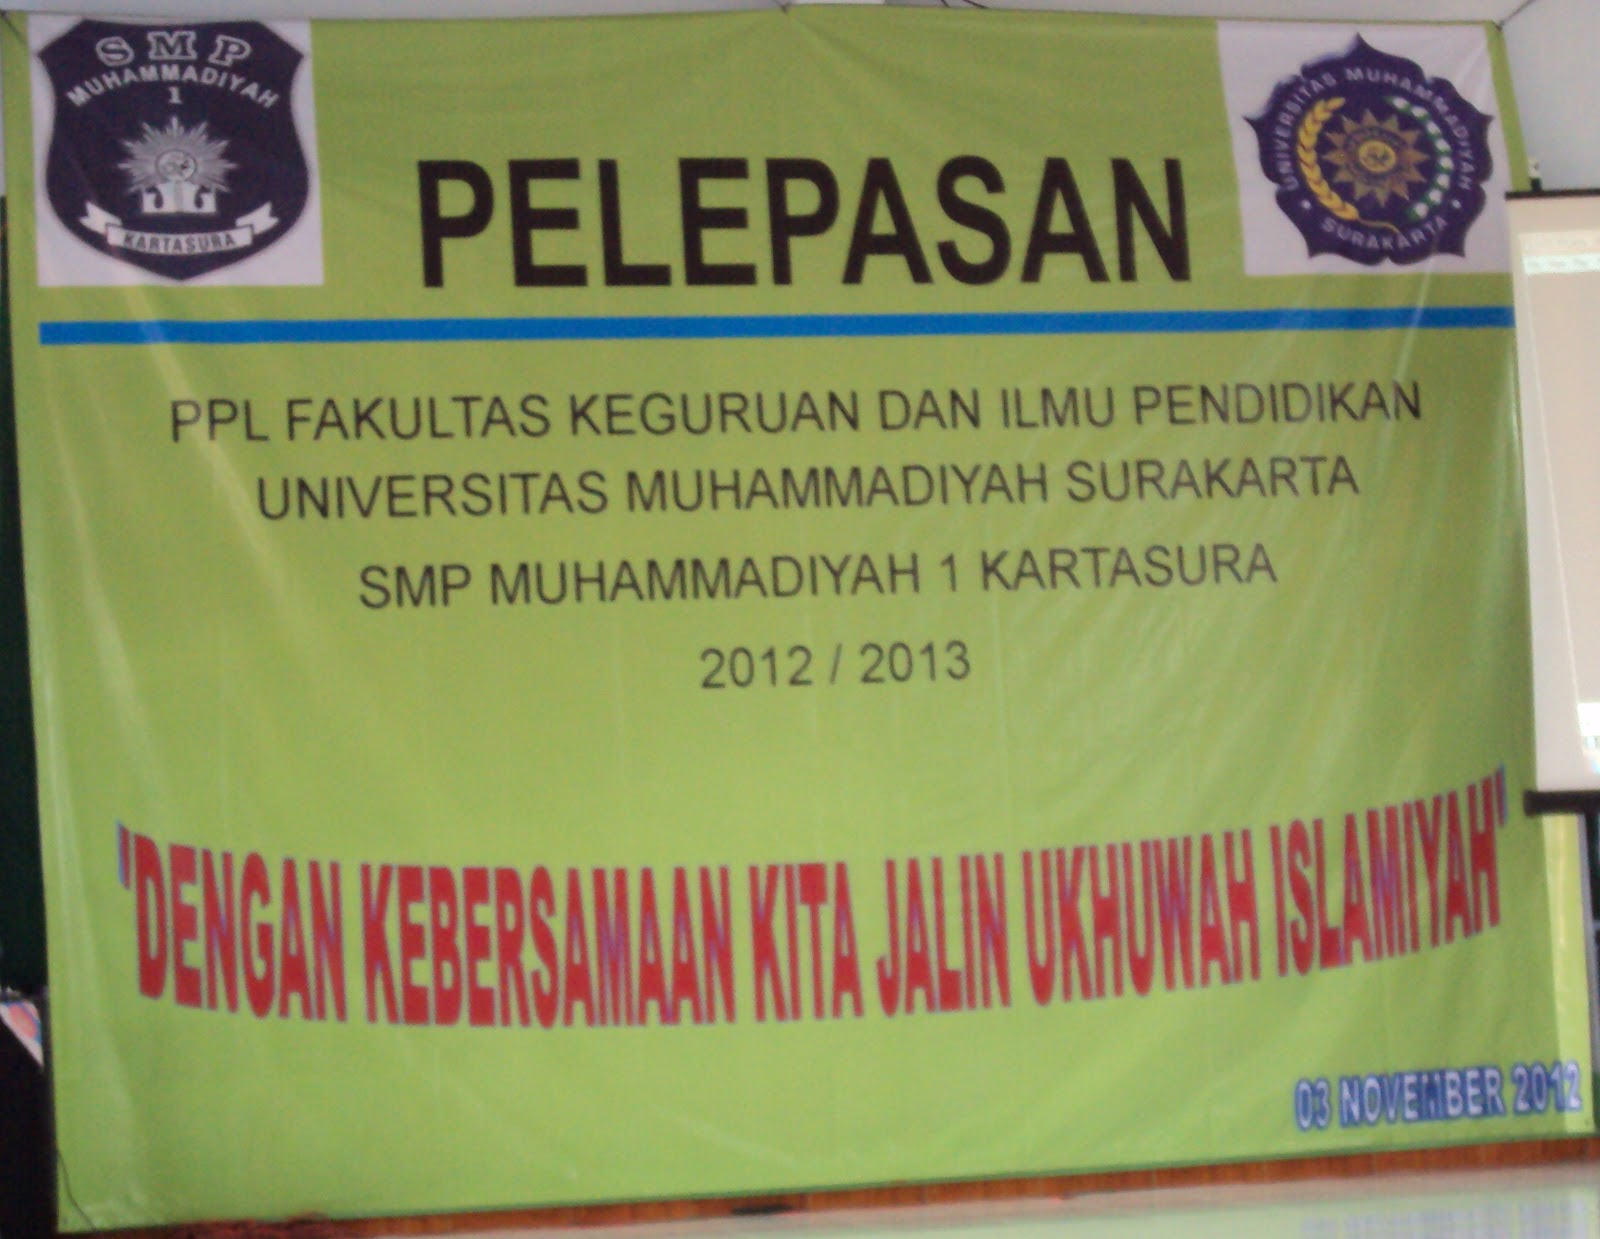 SMP
MUHAMMADIYAH
1
KARTASURA
UNIVERSITAS MUHAMMADIYAH
SURAKARTA
PELEPASAN
PPL FAKULTAS KEGURUAN DAN ILMU PENDIDIKAN
UNIVERSITAS MUHAMMADIYAH SURAKARTA
SMP MUHAMMADIYAH 1 KARTASURA
2012 / 2013
"DENGAN KEBERSAMAAN KITA JALIN UKHUWAH ISLAMIYAH"
03 NOVEMBER 2012